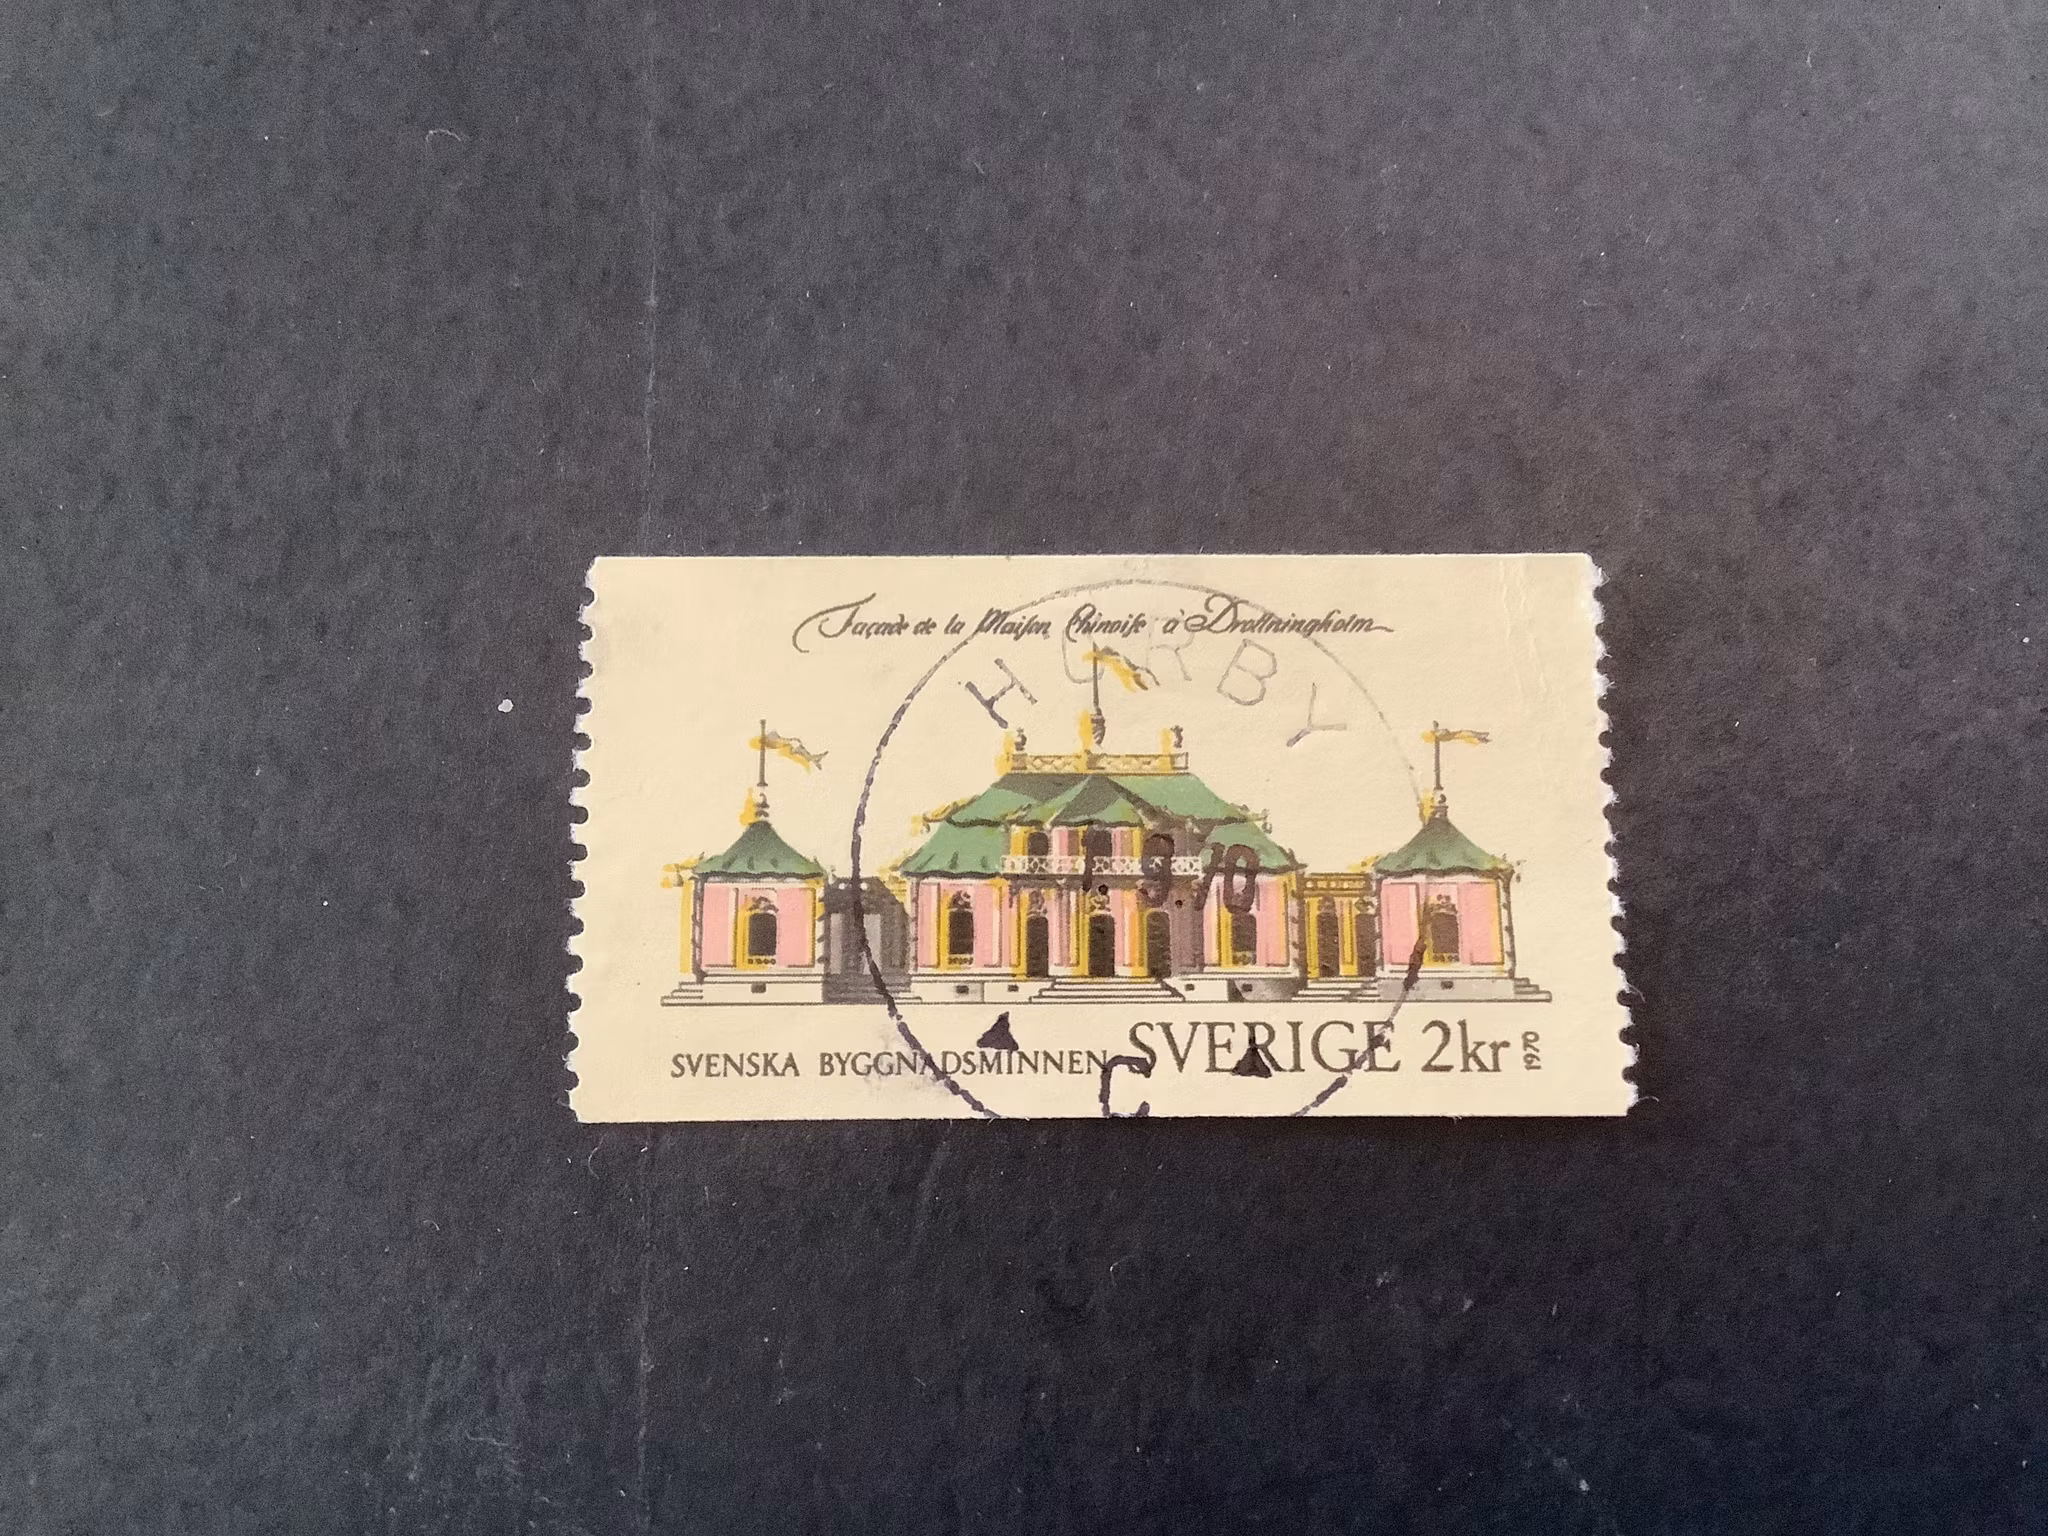 Façade de la Maison Chinoise à Drottningholm
HÖRBY
1. 9. 70
SVENSKA BYGGNADSMINNEN SVERIGE 2kr 1970
C